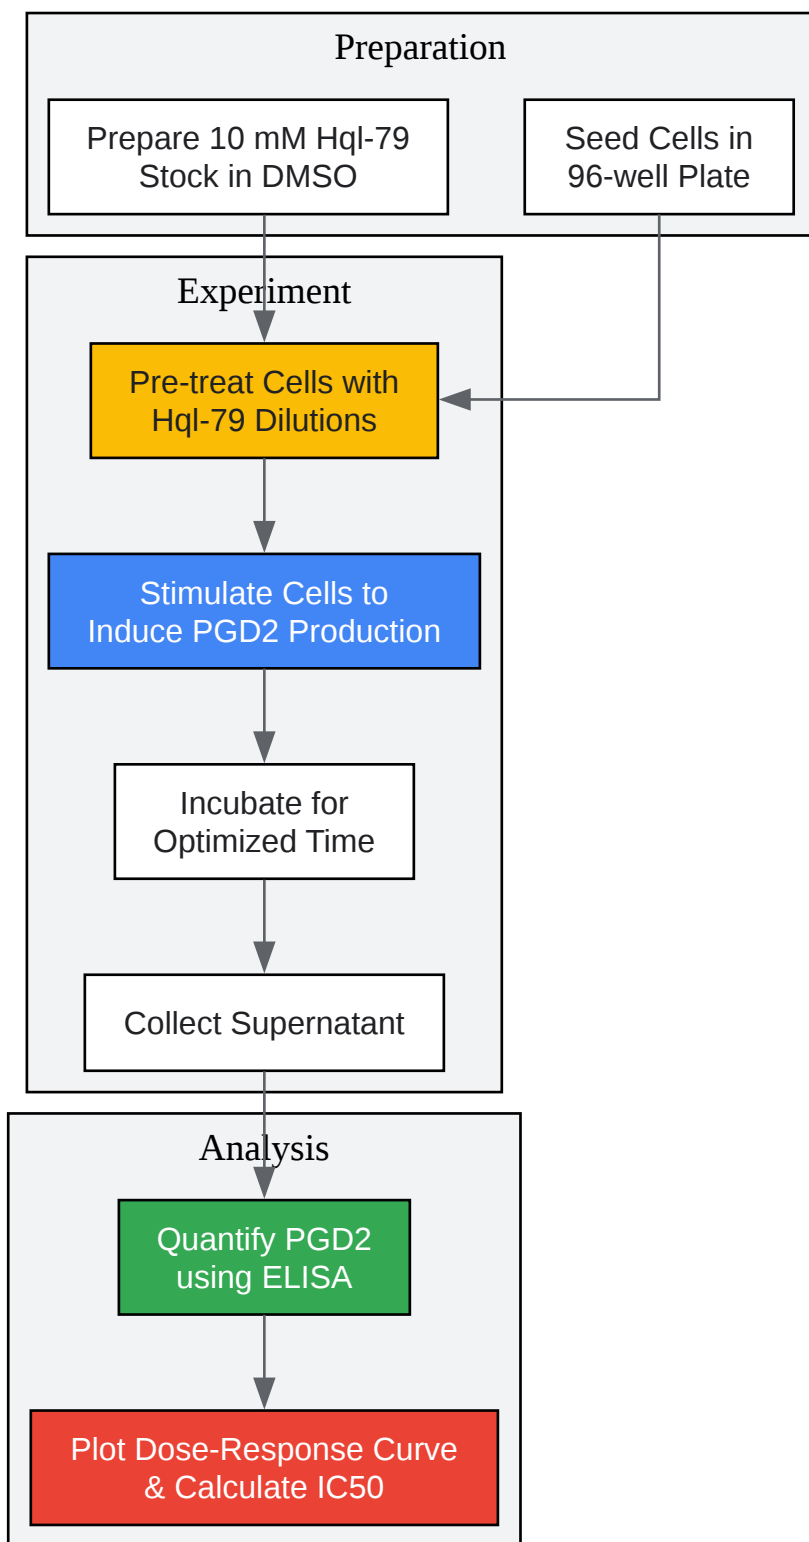 Preparation
Prepare 10 mM Hql-79
Stock in DMSO
Seed Cells in
96-well Plate
Experiment
Pre-treat Cells with
Hql-79 Dilutions
Stimulate Cells to
Induce PGD2 Production
Incubate for
Optimized Time
Collect Supernatant
Analysis
Quantify PGD2
using ELISA
Plot Dose-Response Curve
& Calculate IC50